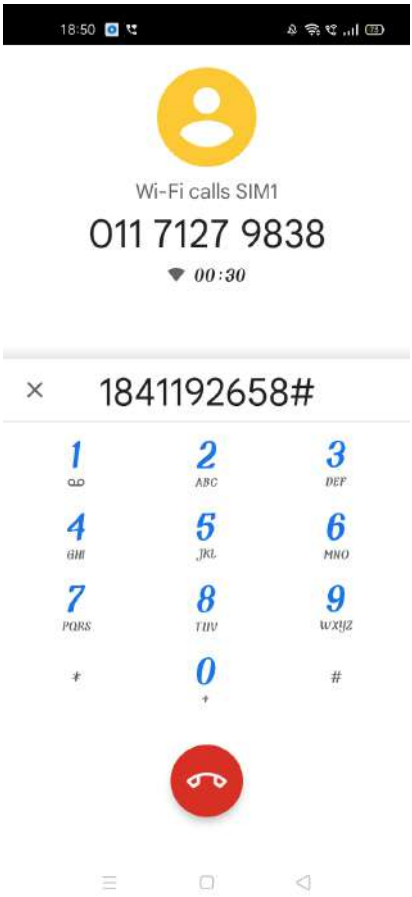 18:50
73
Wi-Fi calls SIM1
011 7127 9838
00:30
1841192658#
1 2 3
ABC DEF
4 5 6
GHI JKL MNO
7 8 9
PQRS TUV WXYZ
* 0 #
+